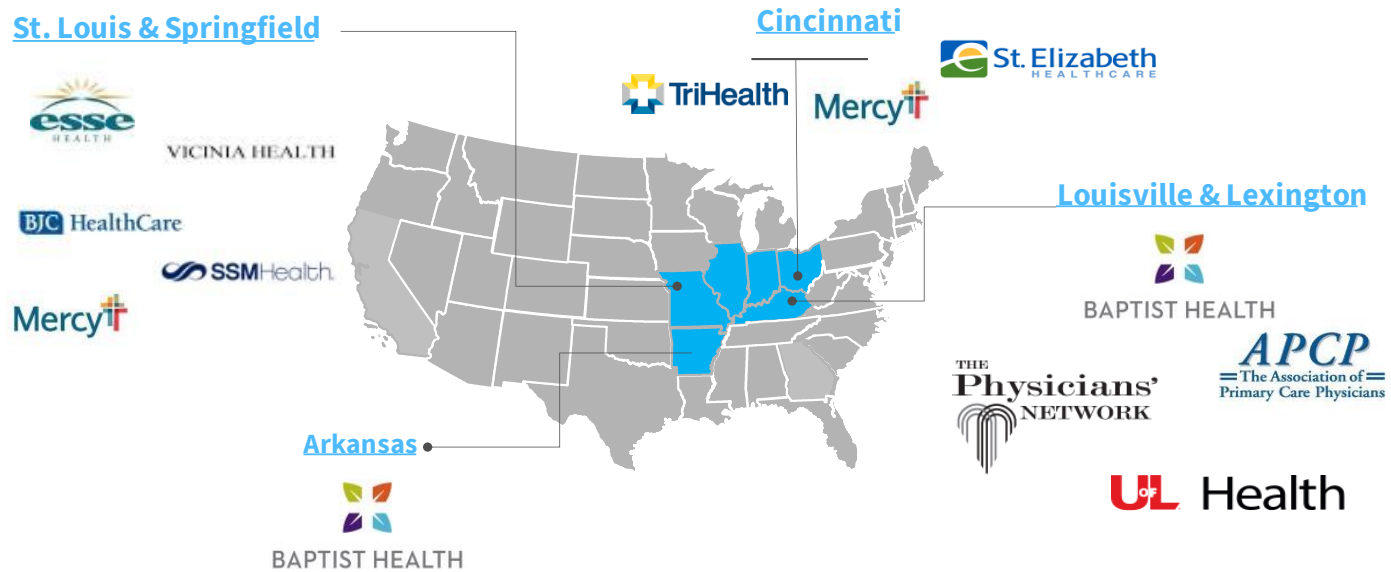 St. Louis & Springfield
esse
HEALTH
VICINIA HEALTH
BJC HealthCare
SSMHealth.
Mercy
Cincinnati
TriHealth
Mercy
St. Elizabeth
HEALTHCARE
Louisville & Lexington
BAPTIST HEALTH
APCP
The Association of
Primary Care Physicians
THE
Physicians’
NETWORK
UofL Health
Arkansas
BAPTIST HEALTH